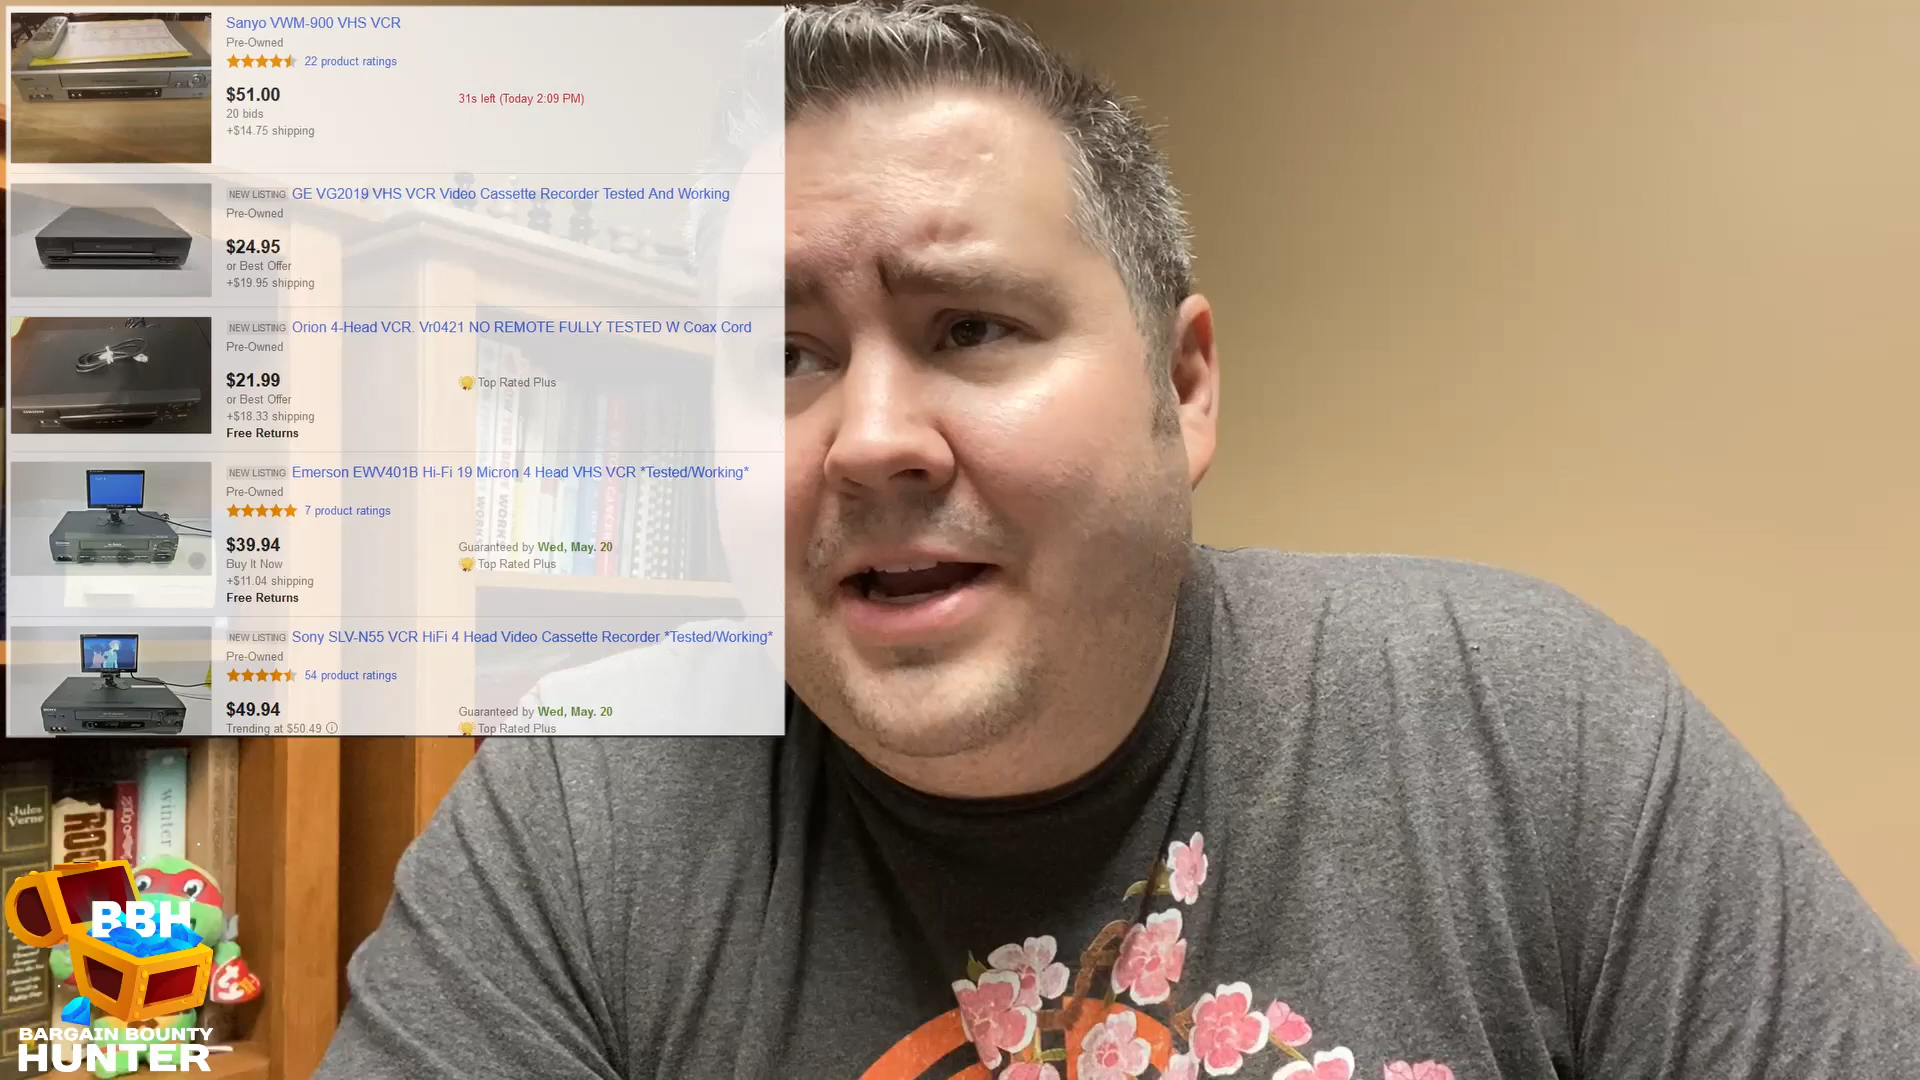 Sanyo VWM-900 VHS VCR
Pre-Owned
22 product ratings
$51.00
31s left (Today 2:09 PM)
20 bids
+$14.75 shipping
NEW LISTING GE VG2019 VHS VCR Video Cassette Recorder Tested And Working
Pre-Owned
$24.95
or Best Offer
+$19.95 shipping
NEW LISTING Orion 4-Head VCR. Vr0421 NO REMOTE FULLY TESTED W Coax Cord
Pre-Owned
$21.99
Top Rated Plus
or Best Offer
+$18.33 shipping
Free Returns
NEW LISTING Emerson EWV401B Hi-Fi 19 Micron 4 Head VHS VCR *Tested/Working*
Pre-Owned
7 product ratings
$39.94
Guaranteed by Wed, May. 20
Buy It Now
Top Rated Plus
+$11.04 shipping
Free Returns
NEW LISTING Sony SLV-N55 VCR HiFi 4 Head Video Cassette Recorder *Tested/Working*
Pre-Owned
54 product ratings
$49.94
Guaranteed by Wed, May. 20
Trending at $50.49
Top Rated Plus
Jules
Verne
winter
BBH
ty
BARGAIN BOUNTY
HUNTER